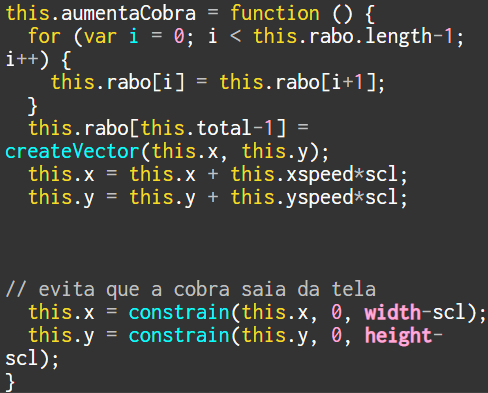 this.aumentaCobra = function () {
  for (var i = 0; i < this.rabo.length-1;
i++) {
    this.rabo[i] = this.rabo[i+1];
  }
  this.rabo[this.total-1] =
createVector(this.x, this.y);
  this.x = this.x + this.xspeed*scl;
  this.y = this.y + this.yspeed*scl;
// evita que a cobra saia da tela
  this.x = constrain(this.x, 0, width-scl);
  this.y = constrain(this.y, 0, height-
scl);
}